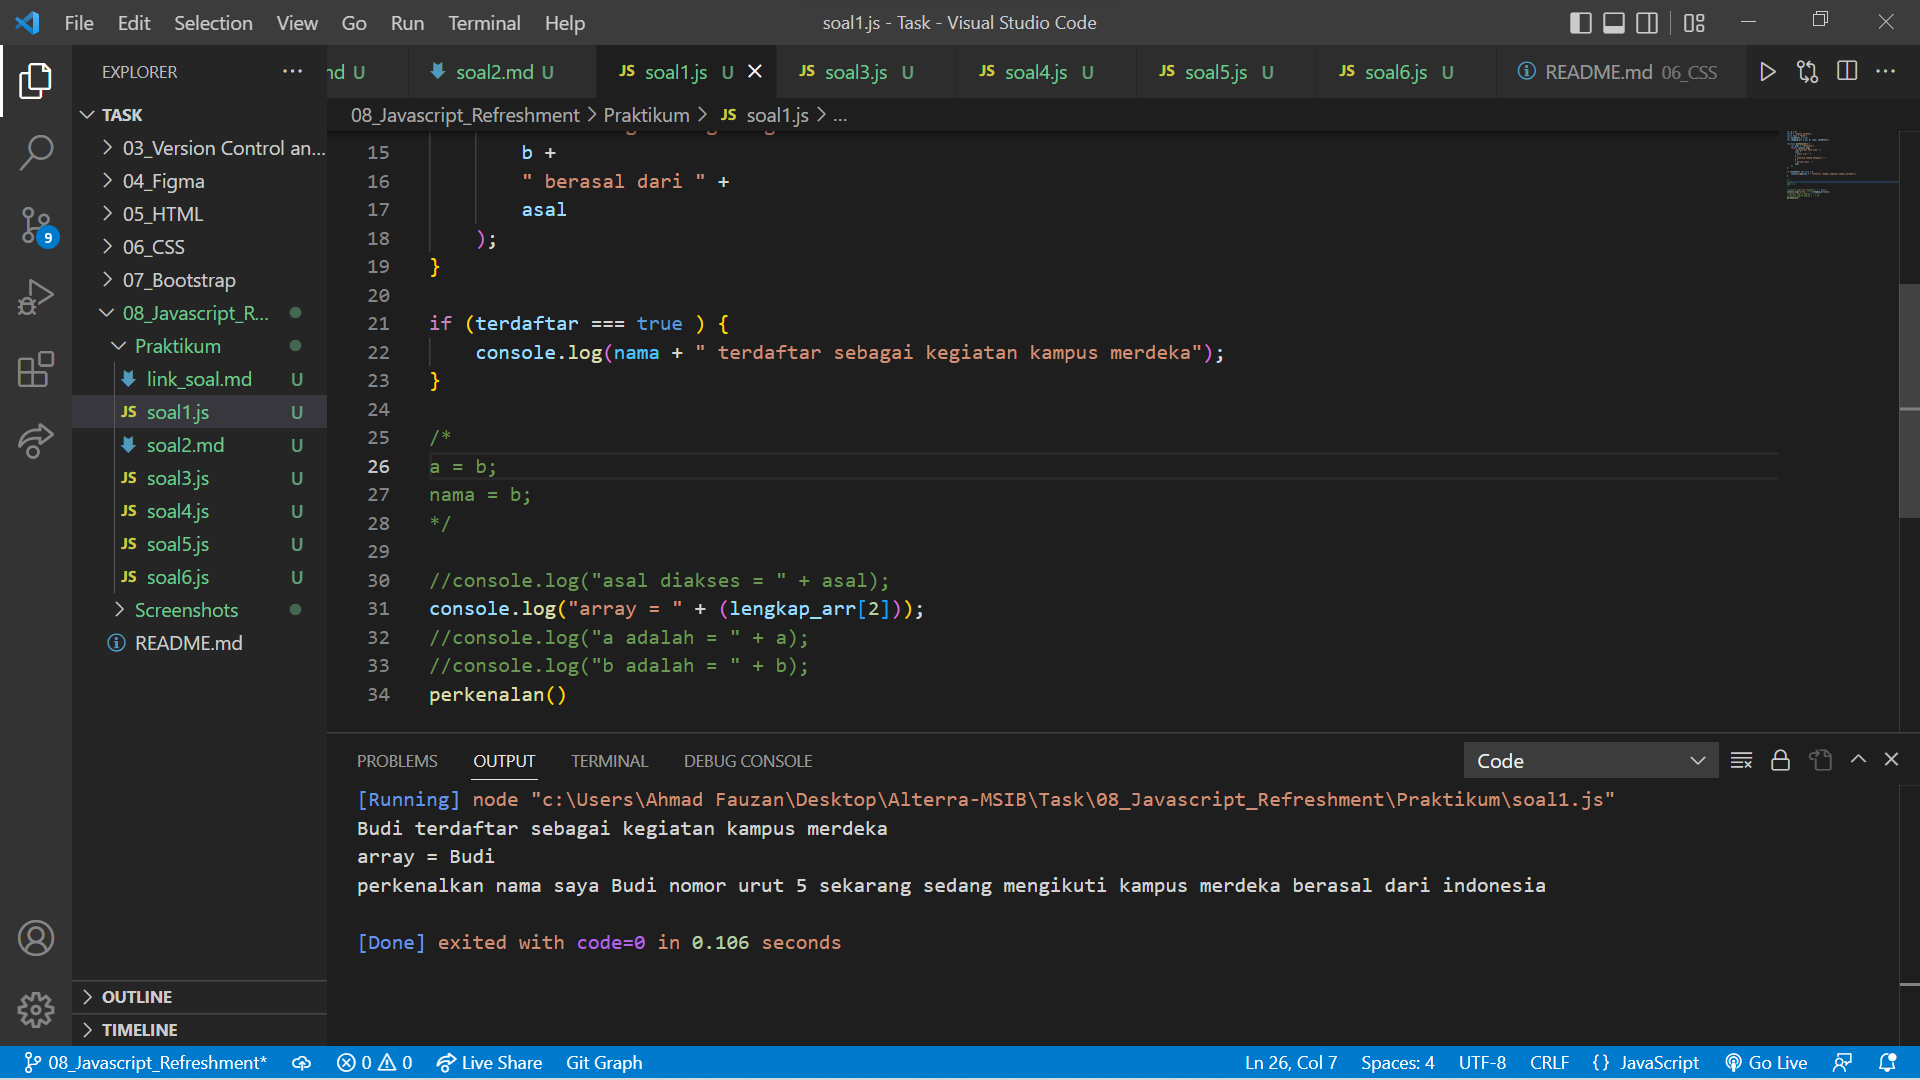 File Edit Selection View Go Run Terminal Help
soal1.js - Task - Visual Studio Code
EXPLORER
TASK
03_Version Control an...
04_Figma
05_HTML
06_CSS
07_Bootstrap
08_Javascript_R...
Praktikum
link_soal.md U
soal1.js U
soal2.md U
soal3.js U
soal4.js U
soal5.js U
soal6.js U
Screenshots
README.md
OUTLINE
TIMELINE
9
nd U soal2.md U JS soal1.js U JS soal3.js U JS soal4.js U JS soal5.js U JS soal6.js U README.md 06_CSS
08_Javascript_Refreshment > Praktikum > JS soal1.js > ...
15 b +
16 " berasal dari " +
17 asal
18 );
19 }
20
21 if (terdaftar === true ) {
22 console.log(nama + " terdaftar sebagai kegiatan kampus merdeka");
23 }
24
25 /*
26 a = b;
27 nama = b;
28 */
29
30 //console.log("asal diakses = " + asal);
31 console.log("array = " + (lengkap_arr[2]));
32 //console.log("a adalah = " + a);
33 //console.log("b adalah = " + b);
34 perkenalan()
PROBLEMS OUTPUT TERMINAL DEBUG CONSOLE Code
[Running] node "c:\Users\Ahmad Fauzan\Desktop\Alterra-MSIB\Task\08_Javascript_Refreshment\Praktikum\soal1.js"
Budi terdaftar sebagai kegiatan kampus merdeka
array = Budi
perkenalkan nama saya Budi nomor urut 5 sekarang sedang mengikuti kampus merdeka berasal dari indonesia
[Done] exited with code=0 in 0.106 seconds
08_Javascript_Refreshment* 0 0 Live Share Git Graph Ln 26, Col 7 Spaces: 4 UTF-8 CRLF {} JavaScript Go Live